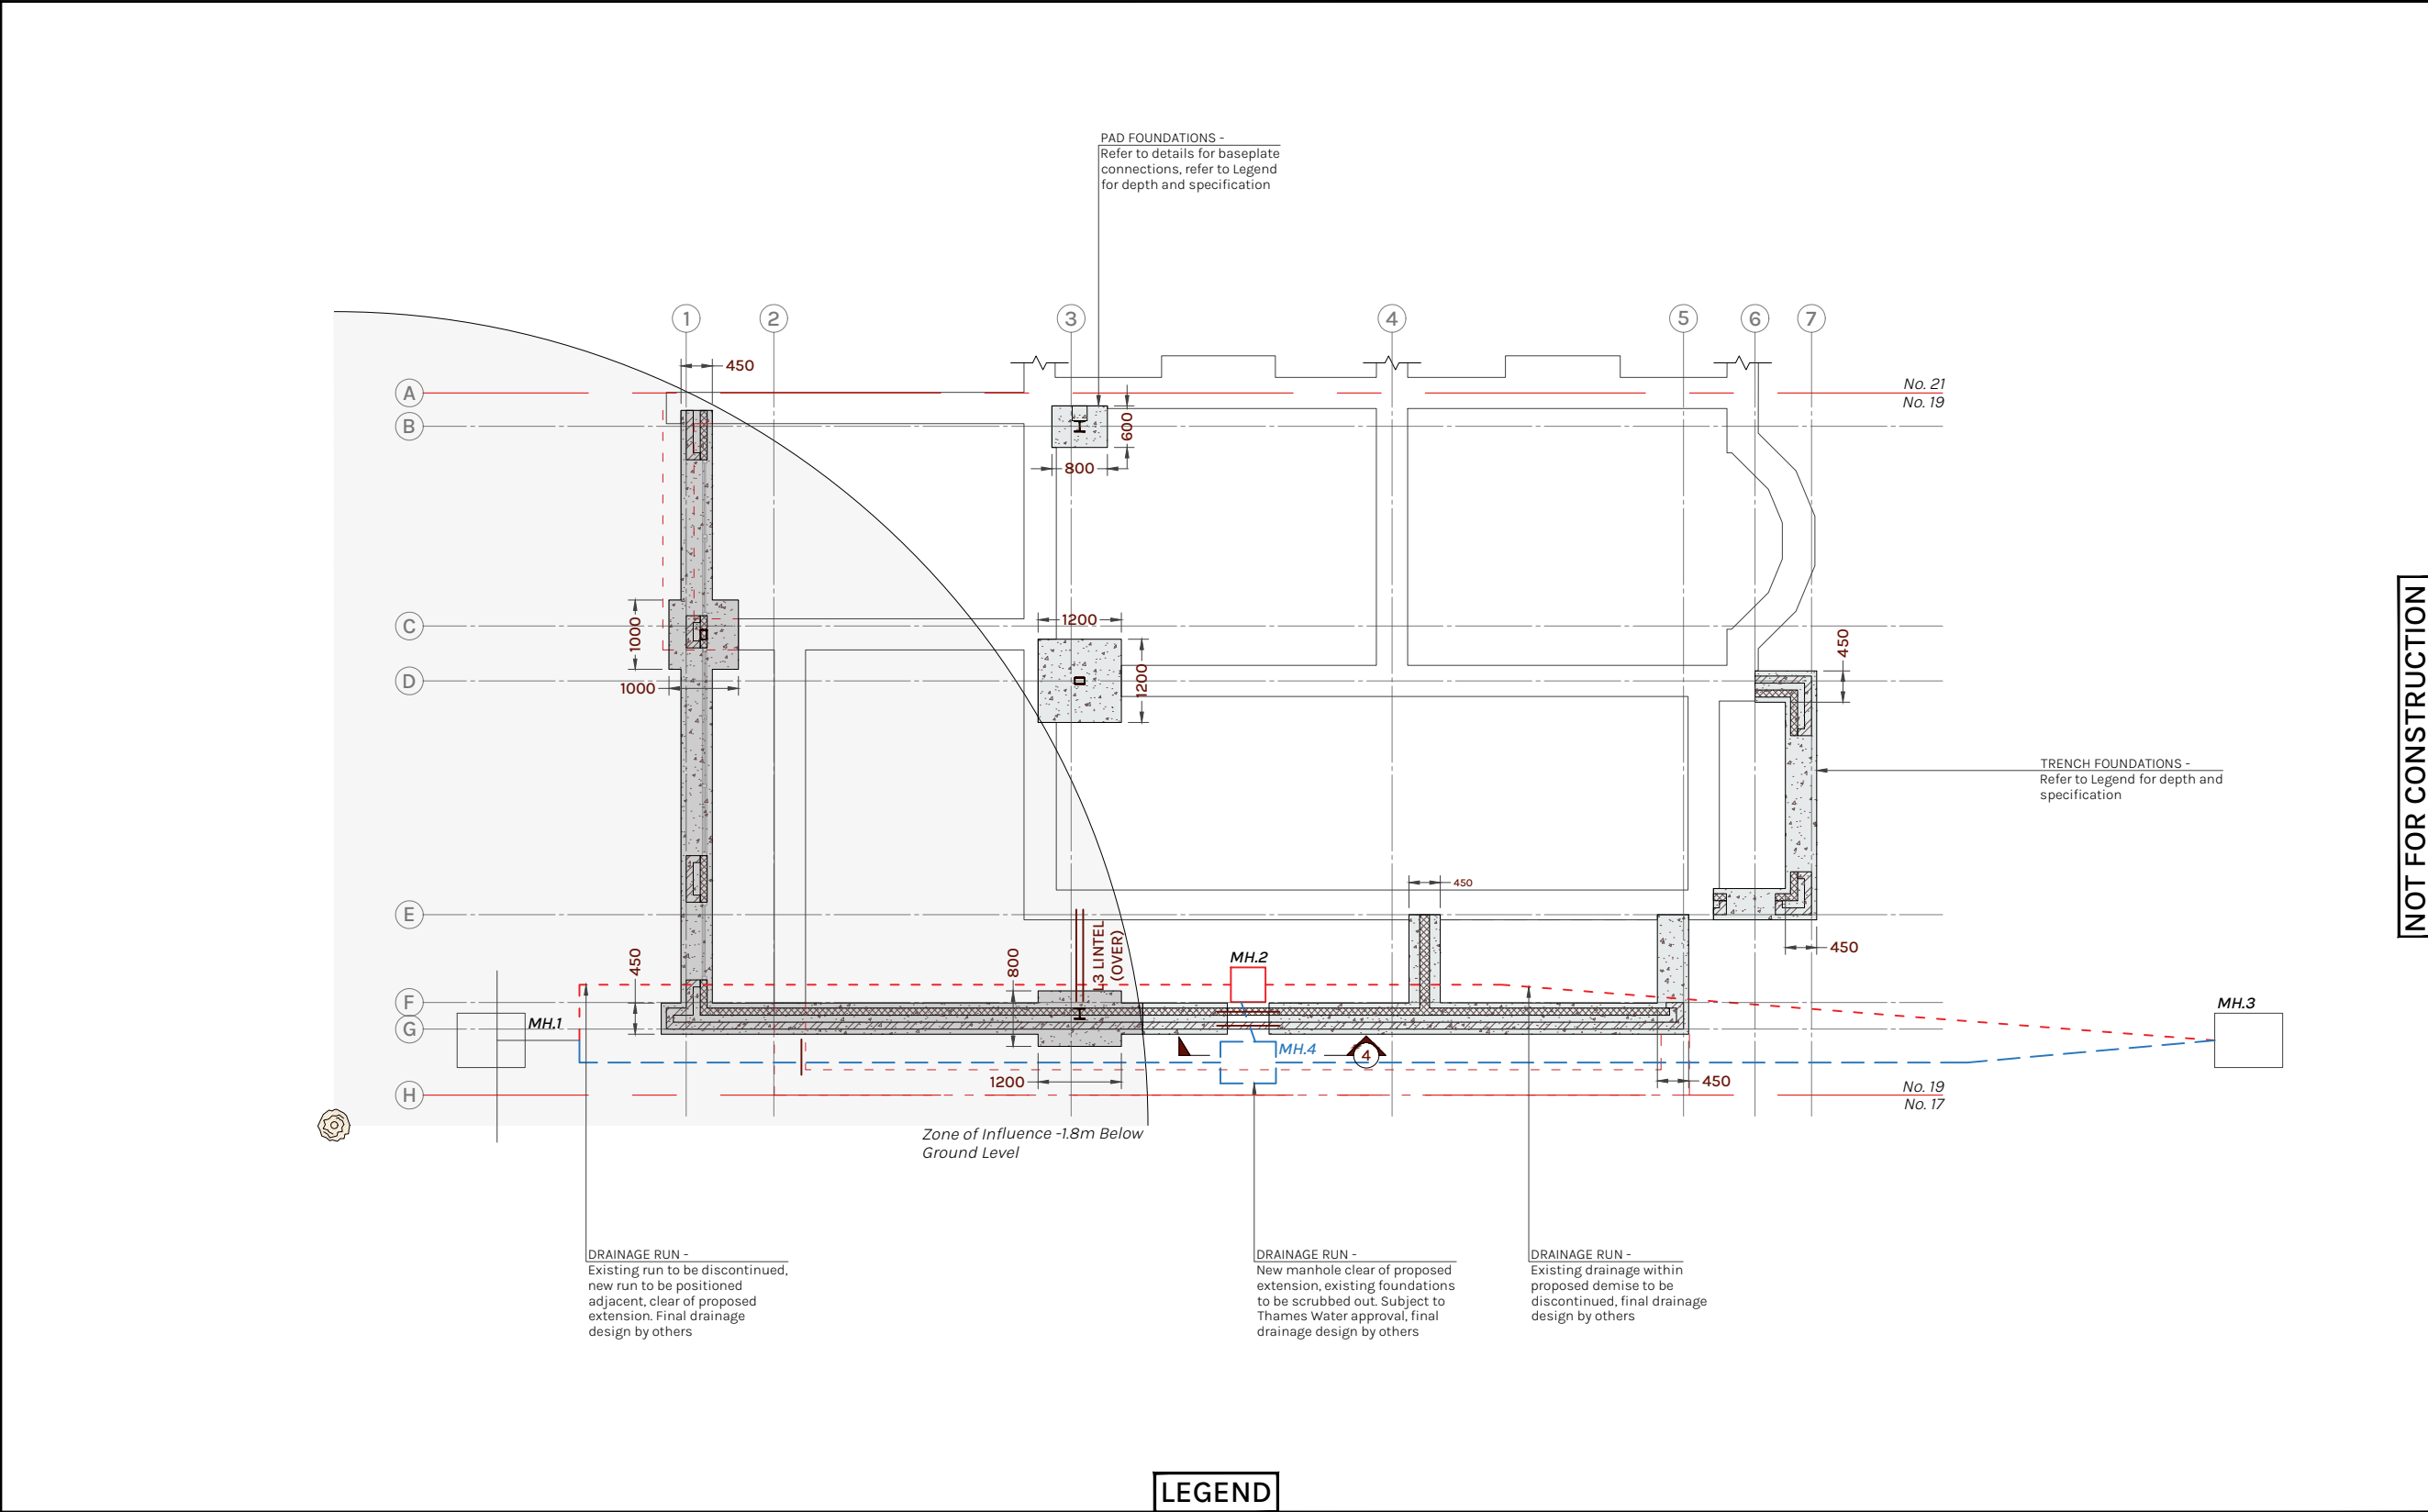 PAD FOUNDATIONS -
Refer to details for baseplate
connections, refer to Legend
for depth and specification
1
2
3
4
5
6
7
450
A
No. 21
No. 19
B
600
800
C
1000
1200
450
D
1000
1200
TRENCH FOUNDATIONS -
Refer to Legend for depth and
specification
NOT FOR CONSTRUCTION
450
E
450
450
800
L3 LINTEL
(OVER)
MH.2
F
MH.3
G
MH.1
MH.4
4
1200
450
H
No. 19
No. 17
Zone of Influence -1.8m Below
Ground Level
DRAINAGE RUN -
Existing run to be discontinued,
new run to be positioned
adjacent, clear of proposed
extension. Final drainage
design by others
DRAINAGE RUN -
New manhole clear of proposed
extension, existing foundations
to be scrubbed out. Subject to
Thames Water approval, final
drainage design by others
DRAINAGE RUN -
Existing drainage within
proposed demise to be
discontinued, final drainage
design by others
LEGEND